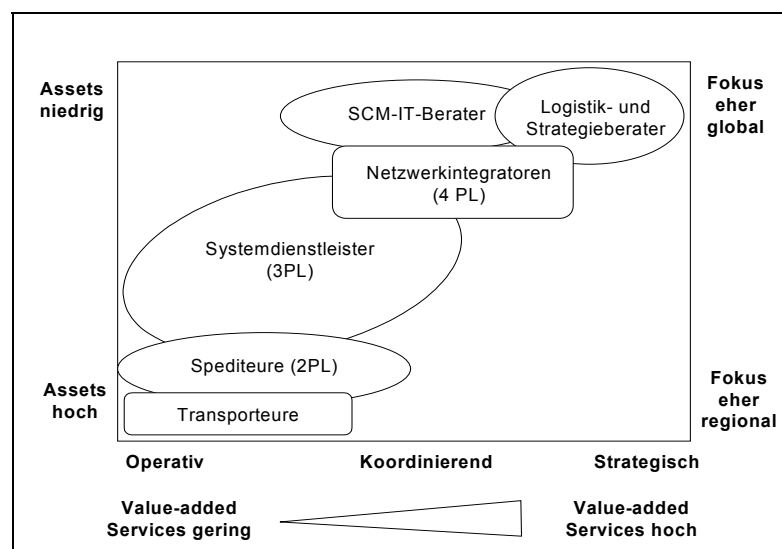 Assets
niedrig
SCM-IT-Berater
Logistik- und
Strategieberater
Fokus
eher
global
Netzwerkintegratoren
(4 PL)
Systemdienstleister
(3PL)
Spediteure (2PL)
Assets
hoch
Transporteure
Fokus
eher
regional
Operativ
Koordinierend
Strategisch
Value-added
Services gering
Value-added
Services hoch